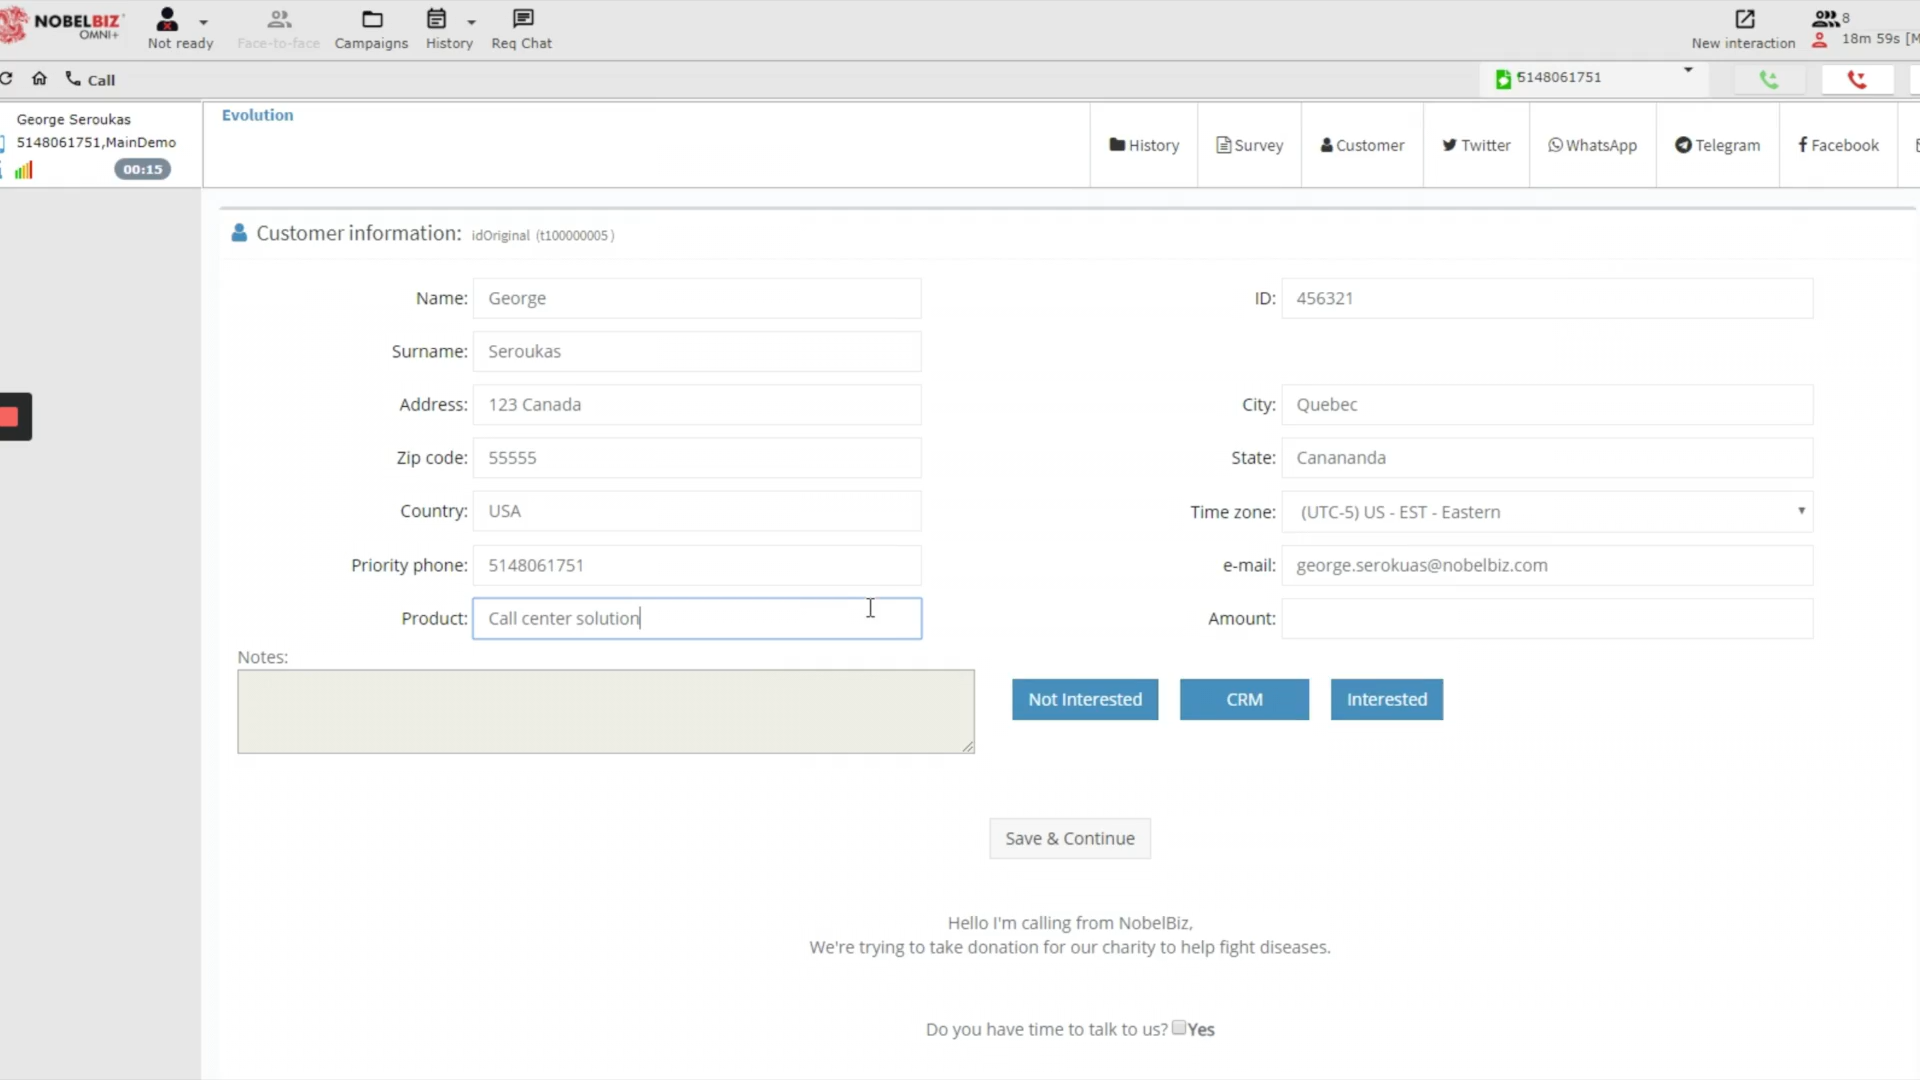 NOBELBIZ
OMNI+
Not ready
Face-to-face
Campaigns
History
Req Chat
New interaction
8
18m 59s [M
Call
5148061751
George Seroukas
5148061751,MainDemo
00:15
Evolution
History
Survey
Customer
Twitter
WhatsApp
Telegram
Facebook
Customer information: idOriginal (t100000005 )
Name: George
ID: 456321
Surname: Seroukas
Address: 123 Canada
City: Quebec
Zip code: 55555
State: Canananda
Country: USA
Time zone: (UTC-5) US - EST - Eastern
Priority phone: 5148061751
e-mail: george.serokuas@nobelbiz.com
Product: Call center solution
Amount:
Notes:
Not Interested
CRM
Interested
Save & Continue
Hello I'm calling from NobelBiz,
We're trying to take donation for our charity to help fight diseases.
Do you have time to talk to us? Yes